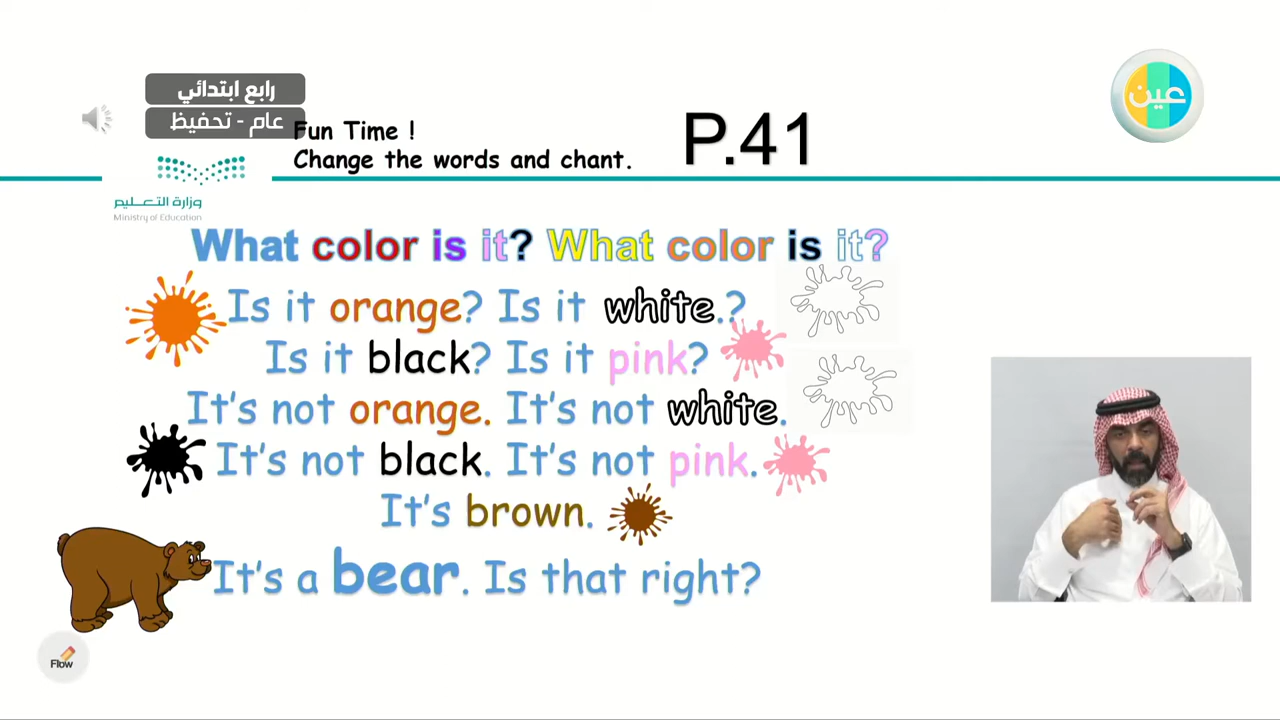 رابع ابتدائي
عام - تحفيظ
عين
Fun Time !
Change the words and chant.
P.41
وزارة التعليم
Ministry of Education
What color is it? What color is it?
Is it orange? Is it white.?
Is it black? Is it pink?
It's not orange. It's not white.
It's not black. It's not pink.
It's brown.
It's a bear. Is that right?
Flow